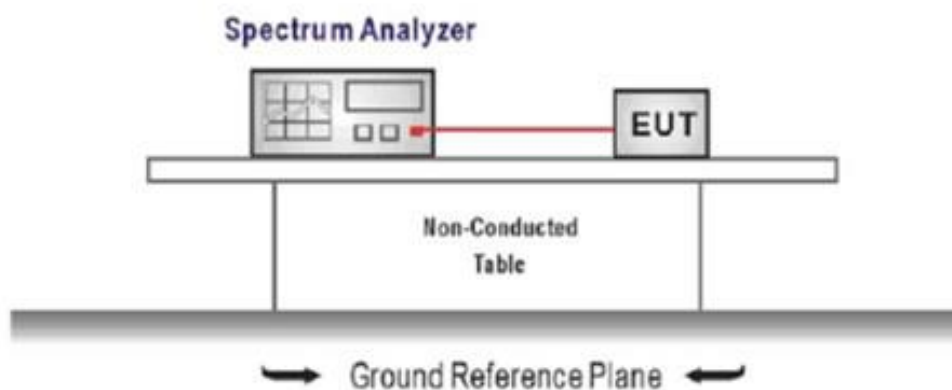 Spectrum Analyzer
EUT
Non-Conducted
Table
Ground Reference Plane